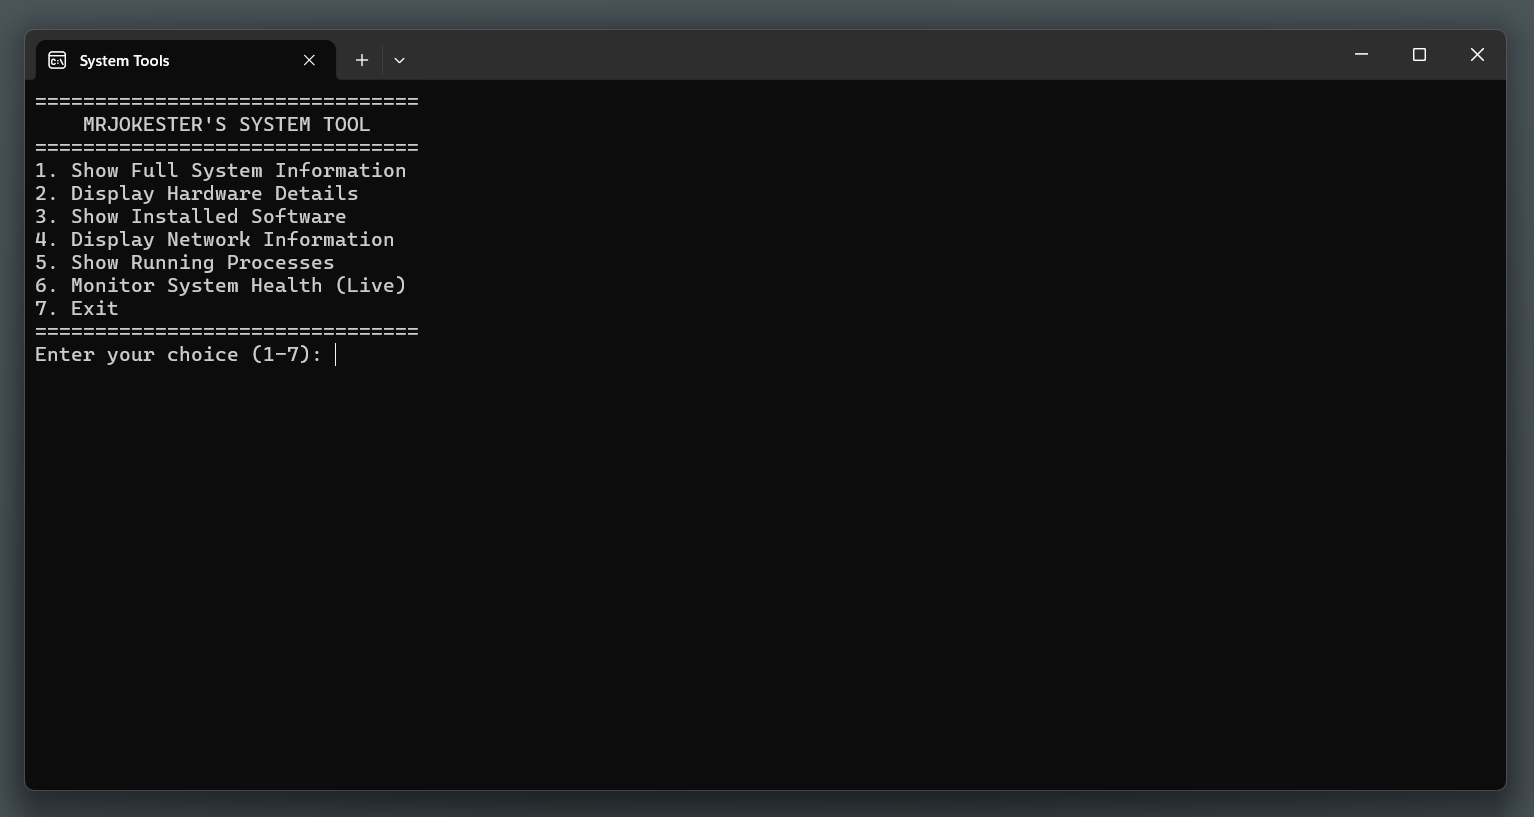 System Tools
================================
MRJOKESTER'S SYSTEM TOOL
================================
1. Show Full System Information
2. Display Hardware Details
3. Show Installed Software
4. Display Network Information
5. Show Running Processes
6. Monitor System Health (Live)
7. Exit
================================
Enter your choice (1-7):